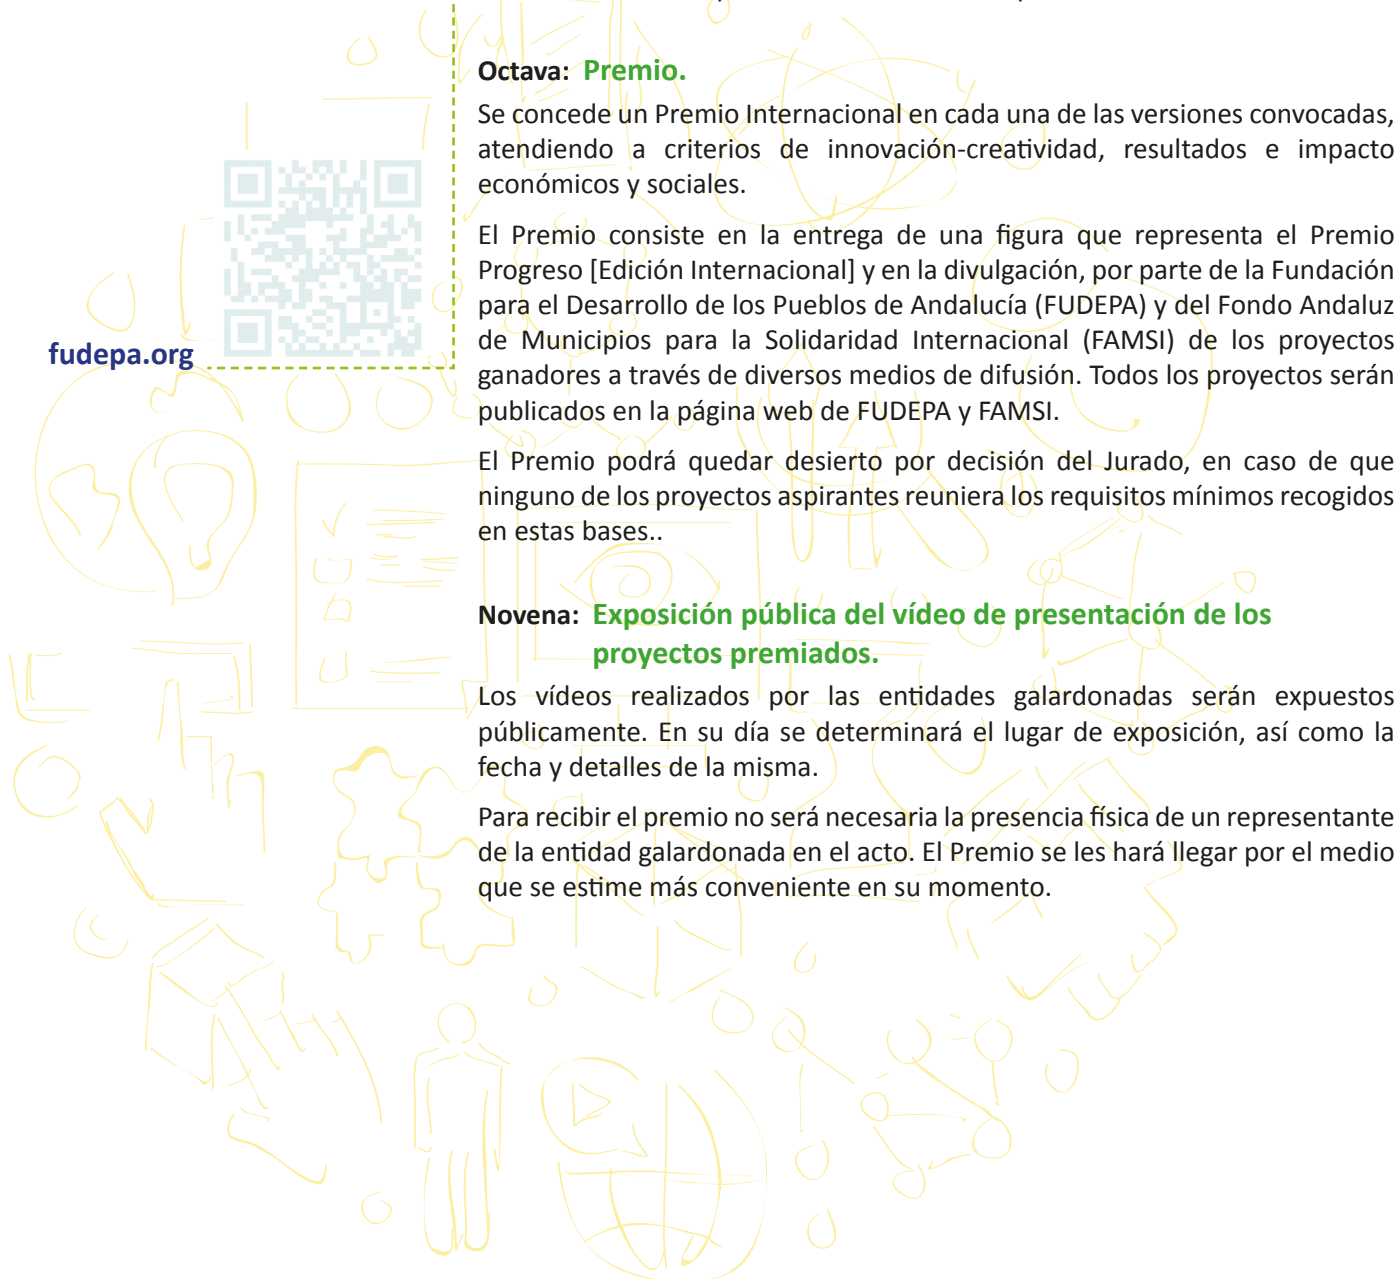 Octava: Premio.
Se concede un Premio Internacional en cada una de las versiones convocadas,
atendiendo a criterios de innovación-creatividad, resultados e impacto
económicos y sociales.
El Premio consiste en la entrega de una figura que representa el Premio
Progreso [Edición Internacional] y en la divulgación, por parte de la Fundación
para el Desarrollo de los Pueblos de Andalucía (FUDEPA) y del Fondo Andaluz
de Municipios para la Solidaridad Internacional (FAMSI) de los proyectos
ganadores a través de diversos medios de difusión. Todos los proyectos serán
publicados en la página web de FUDEPA y FAMSI.
El Premio podrá quedar desierto por decisión del Jurado, en caso de que
ninguno de los proyectos aspirantes reuniera los requisitos mínimos recogidos
en estas bases..
Novena: Exposición pública del vídeo de presentación de los
proyectos premiados.
Los vídeos realizados por las entidades galardonadas serán expuestos
públicamente. En su día se determinará el lugar de exposición, así como la
fecha y detalles de la misma.
Para recibir el premio no será necesaria la presencia física de un representante
de la entidad galardonada en el acto. El Premio se les hará llegar por el medio
que se estime más conveniente en su momento.
fudepa.org